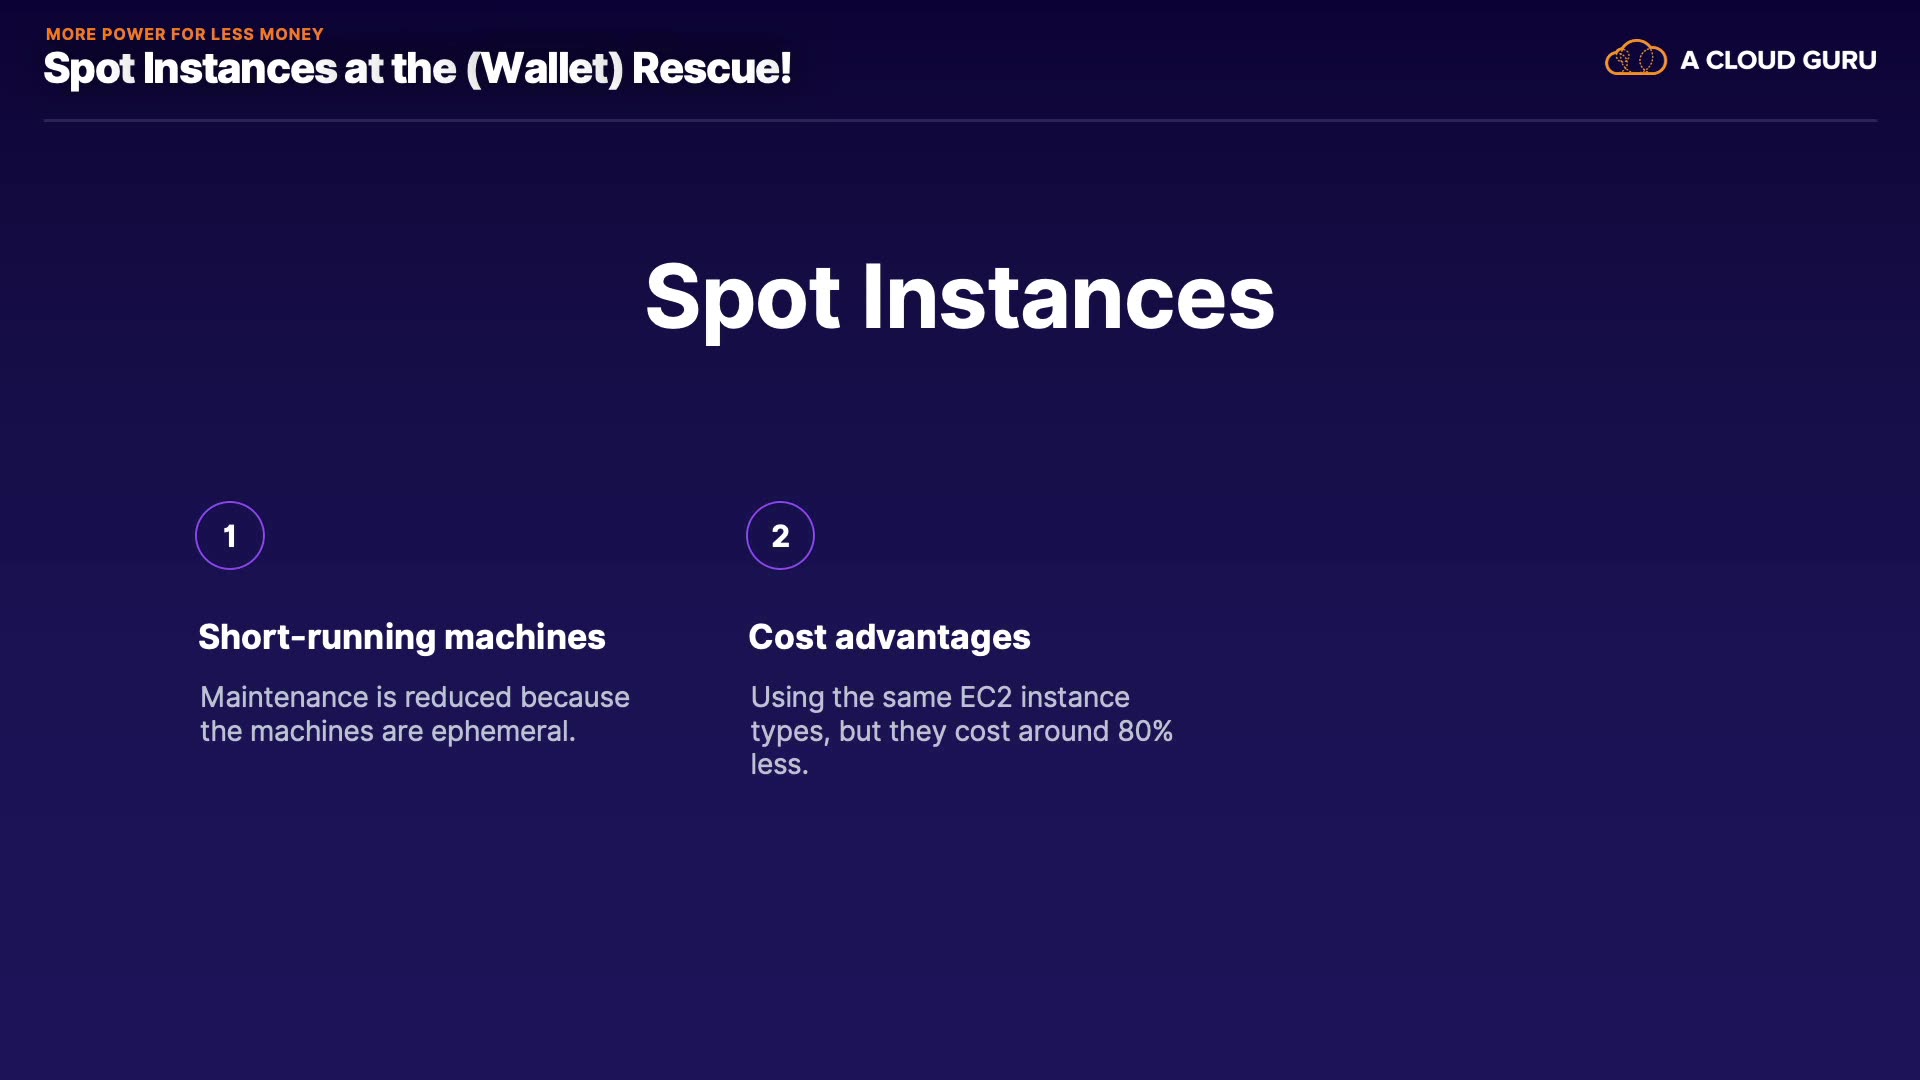 MORE POWER FOR LESS MONEY
Spot Instances at the (Wallet) Rescue!
A CLOUD GURU
Spot Instances
1
Short-running machines
Maintenance is reduced because
the machines are ephemeral.
2
Cost advantages
Using the same EC2 instance
types, but they cost around 80%
less.